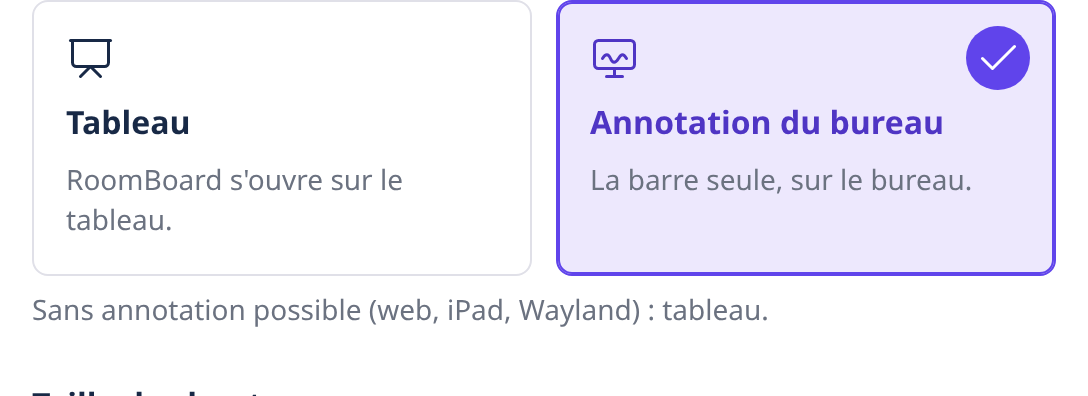 Tableau
RoomBoard s'ouvre sur le
tableau.
Annotation du bureau
La barre seule, sur le bureau.
Sans annotation possible (web, iPad, Wayland) : tableau.